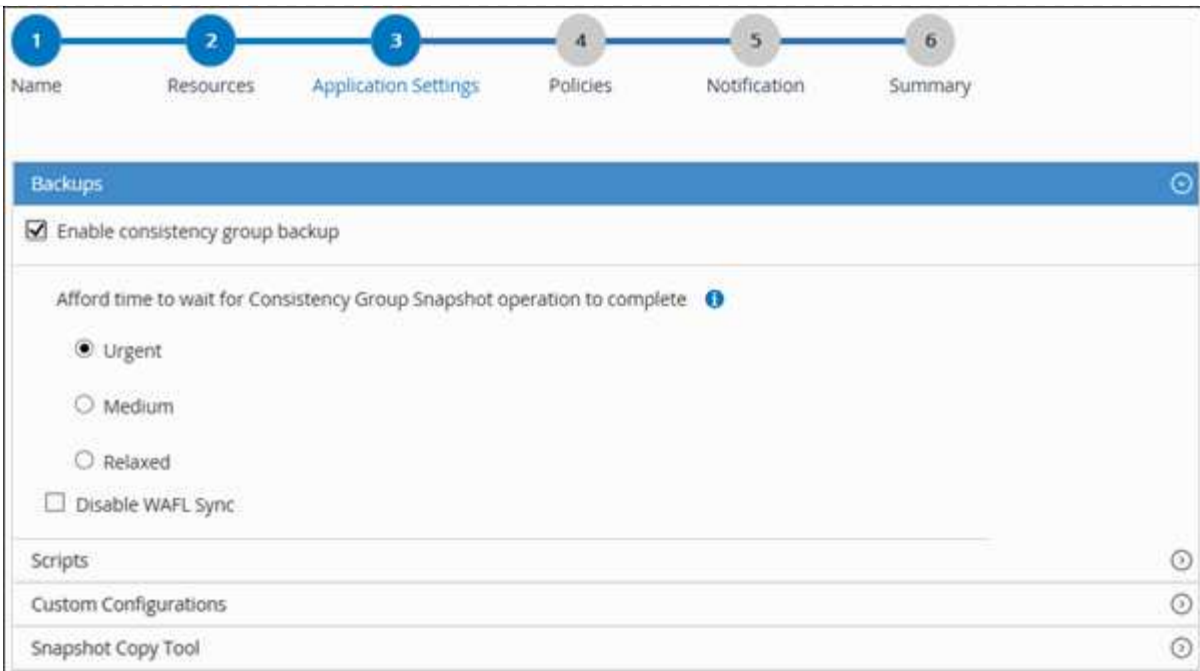 1 2 3 4 5 6
Name Resources Application Settings Policies Notification Summary
Backups
Enable consistency group backup
Afford time to wait for Consistency Group Snapshot operation to complete
Urgent
Medium
Relaxed
Disable WAFL Sync
Scripts
Custom Configurations
Snapshot Copy Tool